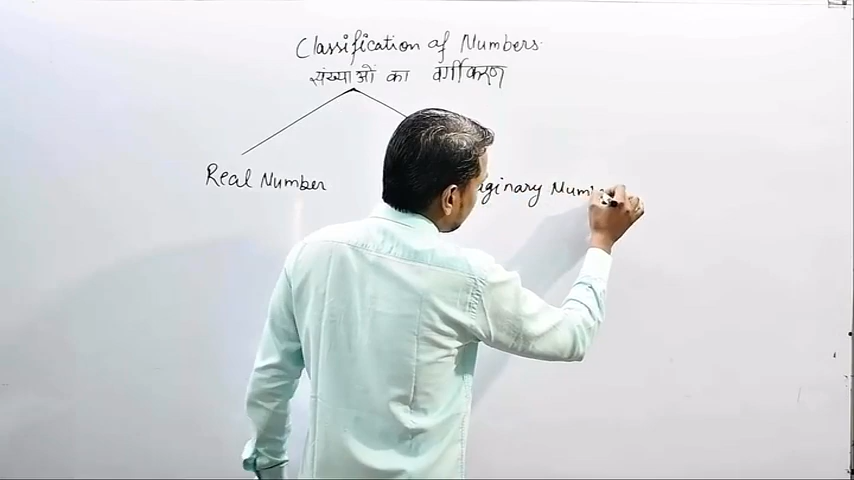 Classification of Numbers.
संख्याओं का वर्गीकरण
Real Number